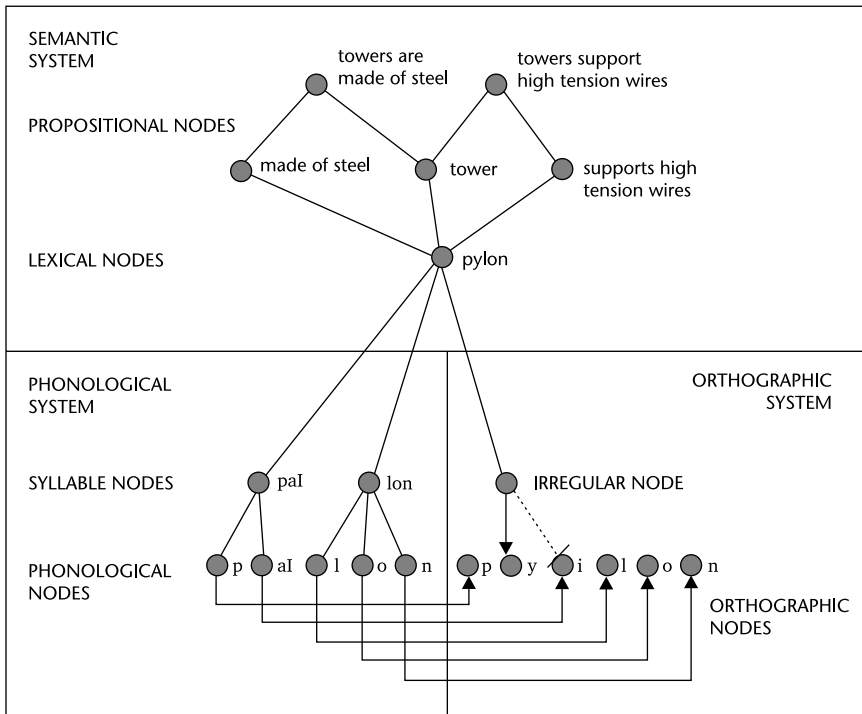 SEMANTIC
SYSTEM
towers are
made of steel
towers support
high tension wires
PROPOSITIONAL NODES
made of steel
tower
supports high
tension wires
LEXICAL NODES
pylon
PHONOLOGICAL
SYSTEM
ORTHOGRAPHIC
SYSTEM
SYLLABLE NODES
paI
lon
IRREGULAR NODE
PHONOLOGICAL
NODES
p aI l o n
p y i l o n
ORTHOGRAPHIC
NODES